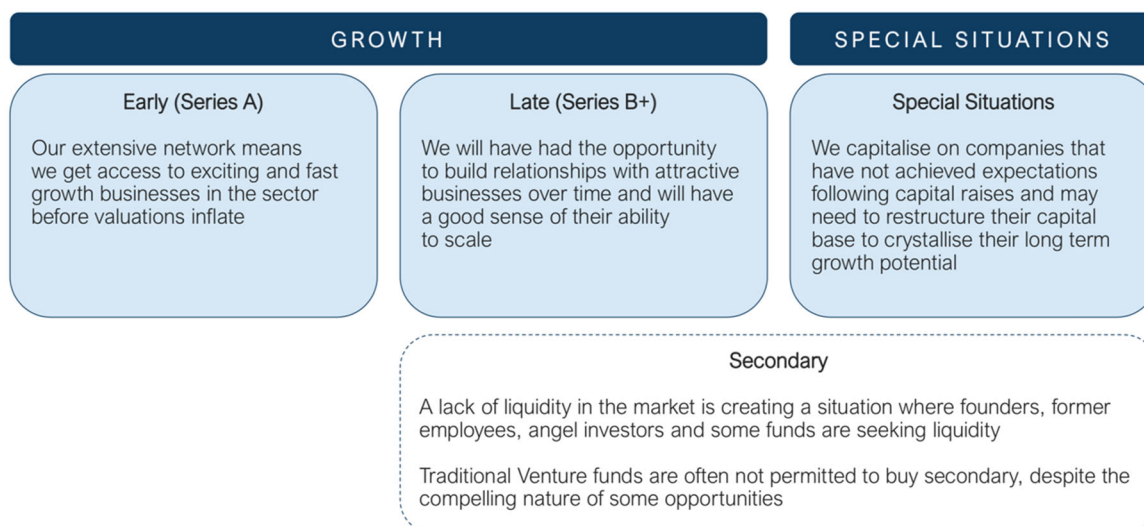 GROWTH
SPECIAL SITUATIONS
Early (Series A)
Our extensive network means
we get access to exciting and fast
growth businesses in the sector
before valuations inflate
Late (Series B+)
We will have had the opportunity
to build relationships with attractive
businesses over time and will have
a good sense of their ability
to scale
Special Situations
We capitalise on companies that
have not achieved expectations
following capital raises and may
need to restructure their capital
base to crystallise their long term
growth potential
Secondary
A lack of liquidity in the market is creating a situation where founders, former
employees, angel investors and some funds are seeking liquidity
Traditional Venture funds are often not permitted to buy secondary, despite the
compelling nature of some opportunities